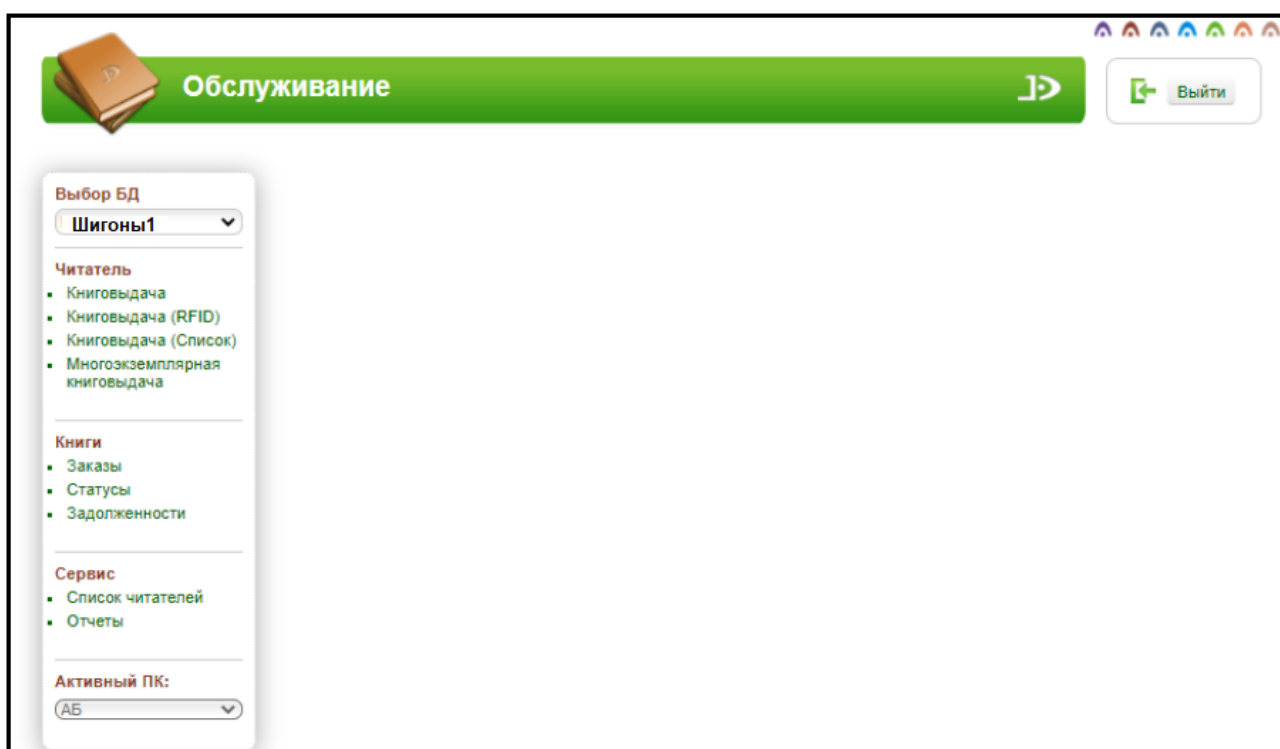 Обслуживание
Выйти
Выбор БД
Шигоны1
Читатель
Книговыдача
Книговыдача (RFID)
Книговыдача (Список)
Многоэкземплярная
книговыдача
Книги
Заказы
Статусы
Задолженности
Сервис
Список читателей
Отчеты
Активный ПК:
АБ